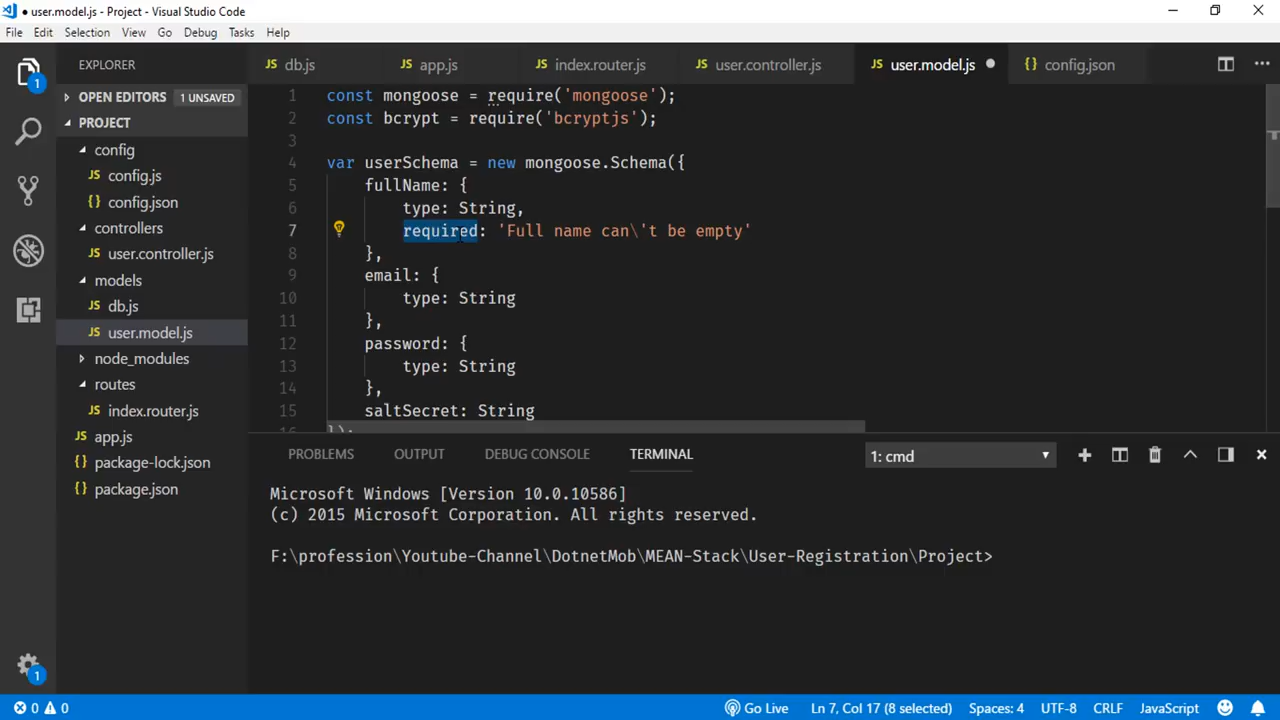 user.model.js - Project - Visual Studio Code
File Edit Selection View Go Debug Tasks Help
EXPLORER
OPEN EDITORS 1 UNSAVED
PROJECT
config
config.js
config.json
controllers
user.controller.js
models
db.js
user.model.js
node_modules
routes
index.router.js
app.js
package-lock.json
package.json
1
1
JS db.js JS app.js JS index.router.js JS user.controller.js JS user.model.js {} config.json
1 const mongoose = require('mongoose');
2 const bcrypt = require('bcryptjs');
3
4 var userSchema = new mongoose.Schema({
5 fullName: {
6 type: String,
7 required: 'Full name can\'t be empty'
8 },
9 email: {
10 type: String
11 },
12 password: {
13 type: String
14 },
15 saltSecret: String
16 });
PROBLEMS OUTPUT DEBUG CONSOLE TERMINAL 1: cmd
Microsoft Windows [Version 10.0.10586]
(c) 2015 Microsoft Corporation. All rights reserved.
F:\profession\Youtube-Channel\DotnetMob\MEAN-Stack\User-Registration\Project>
0 0 Go Live Ln 7, Col 17 (8 selected) Spaces: 4 UTF-8 CRLF JavaScript